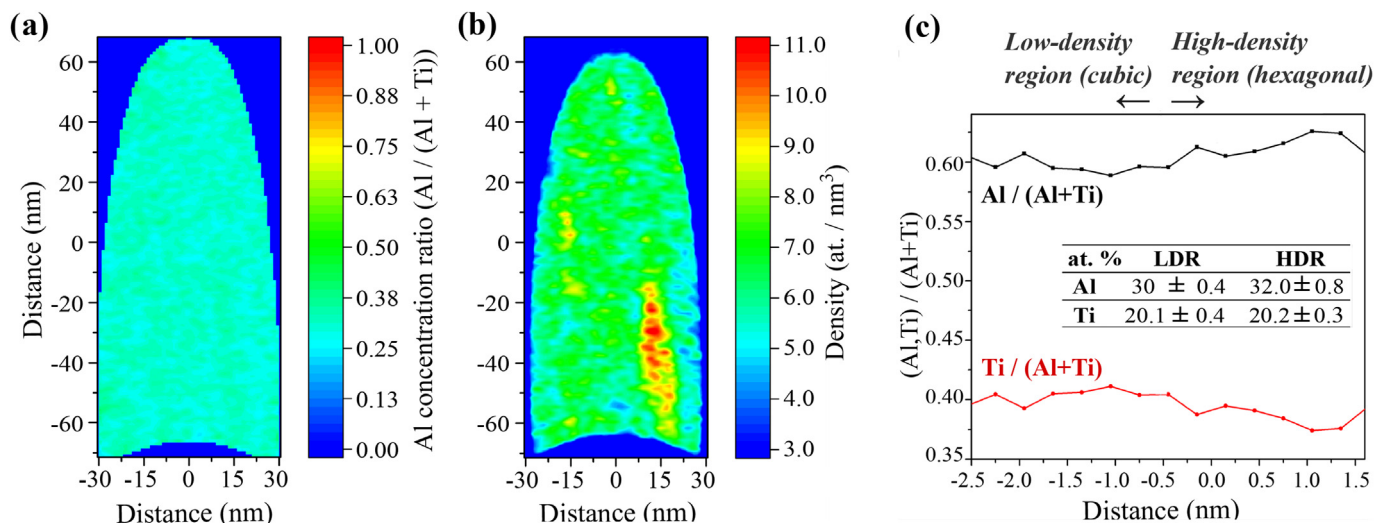 (a)
60
40
20
0
-20
-40
-60
Distance (nm)
-30 -15 0 15 30
Distance (nm)
1.00
0.88
0.75
0.63
0.50
0.38
0.25
0.13
0.00
Al concentration ratio (Al / (Al + Ti))
(b)
60
40
20
0
-20
-40
-60
-30 -15 0 15 30
Distance (nm)
11.0
10.0
9.0
8.0
7.0
6.0
5.0
4.0
3.0
Density (at. / nm³)
(c)
Low-density High-density
region (cubic) region (hexagonal)
← →
0.60
0.55
0.50
0.45
0.40
0.35
(Al,Ti) / (Al+Ti)
Al / (Al+Ti)
at. % LDR HDR
Al 30 ± 0.4 32.0 ± 0.8
Ti 20.1 ± 0.4 20.2 ± 0.3
Ti / (Al+Ti)
-2.5 -2.0 -1.5 -1.0 -0.5 0.0 0.5 1.0 1.5
Distance (nm)